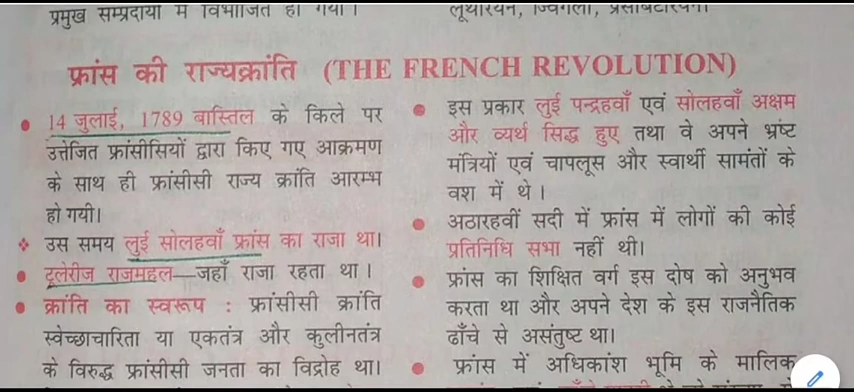 प्रमुख सम्प्रदायों में विभाजित हो गया।
लूथरियन, ज्विंगली, प्रेसबिटेरियन।
फ्रांस की राज्यक्रांति (THE FRENCH REVOLUTION)
● 14 जुलाई, 1789 बास्तिल के किले पर
उत्तेजित फ्रांसीसियों द्वारा किए गए आक्रमण
के साथ ही फ्रांसीसी राज्य क्रांति आरम्भ
हो गयी।
❖ उस समय लुई सोलहवाँ फ्रांस का राजा था।
● टूलेरीज राजमहल—जहाँ राजा रहता था।
● क्रांति का स्वरूप : फ्रांसीसी क्रांति
स्वेच्छाचारिता या एकतंत्र और कुलीनतंत्र
के विरुद्ध फ्रांसीसी जनता का विद्रोह था।
● इस प्रकार लुई पन्द्रहवाँ एवं सोलहवाँ अक्षम
और व्यर्थ सिद्ध हुए तथा वे अपने भ्रष्ट
मंत्रियों एवं चापलूस और स्वार्थी सामंतों के
वश में थे।
● अठारहवीं सदी में फ्रांस में लोगों की कोई
प्रतिनिधि सभा नहीं थी।
● फ्रांस का शिक्षित वर्ग इस दोष को अनुभव
करता था और अपने देश के इस राजनैतिक
ढाँचे से असंतुष्ट था।
● फ्रांस में अधिकांश भूमि के मालिक